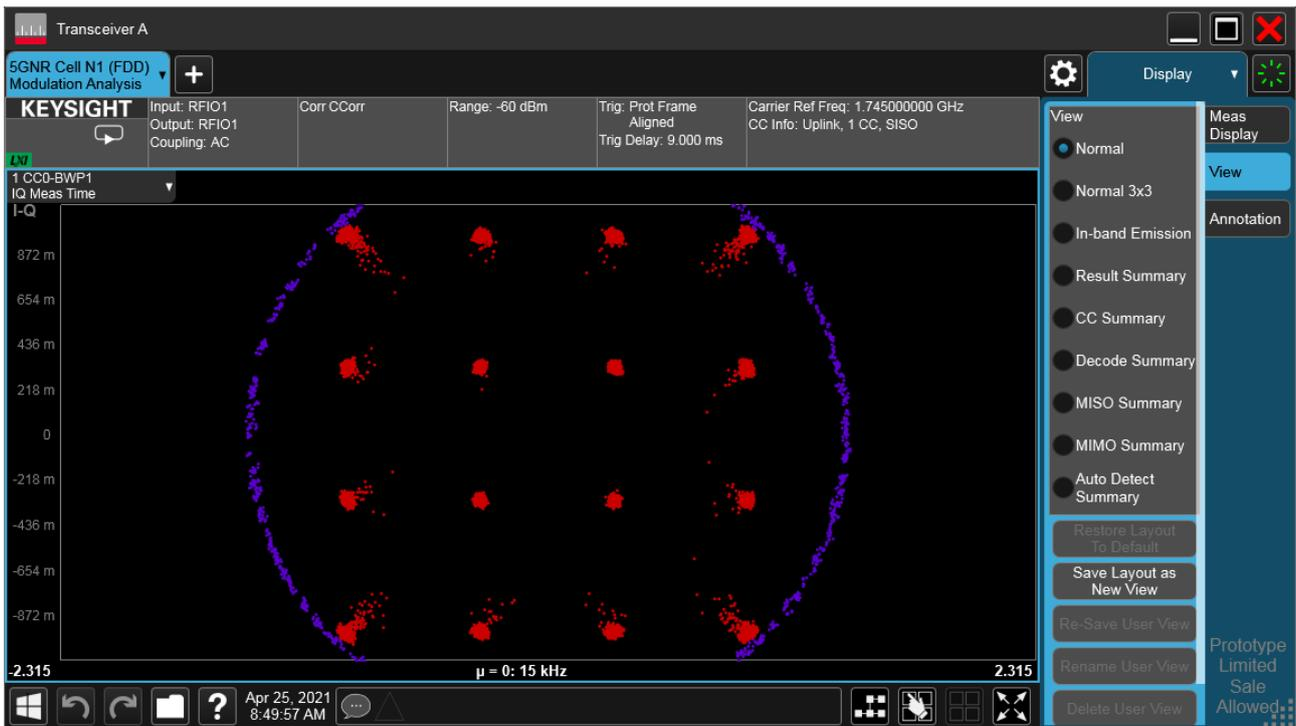 Transceiver A
5GNR Cell N1 (FDD)
Modulation Analysis
+
Display
KEYSIGHT
LXI
Input: RFIO1
Output: RFIO1
Coupling: AC
Corr CCorr
Range: -60 dBm
Trig: Prot Frame
Aligned
Trig Delay: 9.000 ms
Carrier Ref Freq: 1.745000000 GHz
CC Info: Uplink, 1 CC, SISO
1 CC0-BWP1
IQ Meas Time
I-Q
872 m
654 m
436 m
218 m
0
-218 m
-436 m
-654 m
-872 m
-2.315
μ = 0: 15 kHz
2.315
View
Normal
Normal 3x3
In-band Emission
Result Summary
CC Summary
Decode Summary
MISO Summary
MIMO Summary
Auto Detect
Summary
Restore Layout
To Default
Save Layout as
New View
Re-Save User View
Rename User View
Delete User View
Meas
Display
View
Annotation
Prototype
Limited
Sale
Allowed
?
Apr 25, 2021
8:49:57 AM